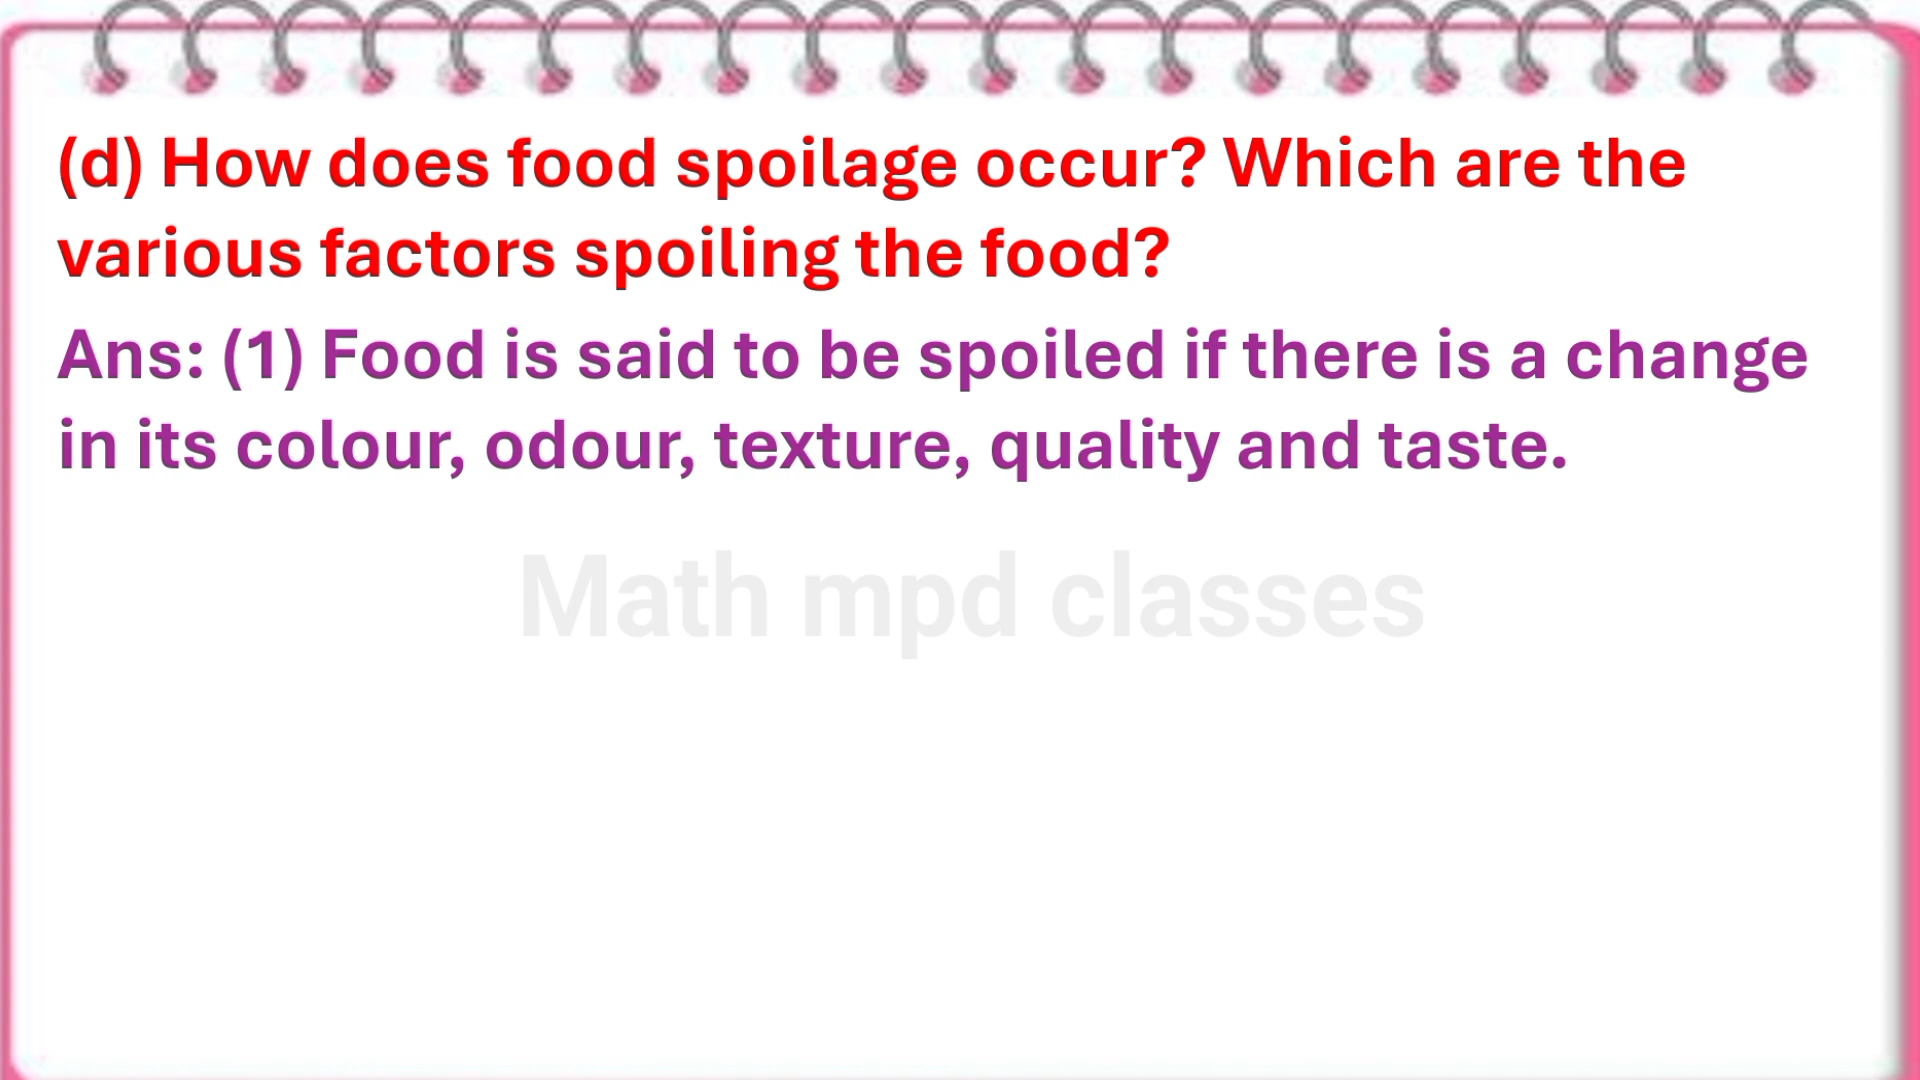 (d) How does food spoilage occur? Which are the
various factors spoiling the food?
Ans: (1) Food is said to be spoiled if there is a change
in its colour, odour, texture, quality and taste.
Math mpd classes